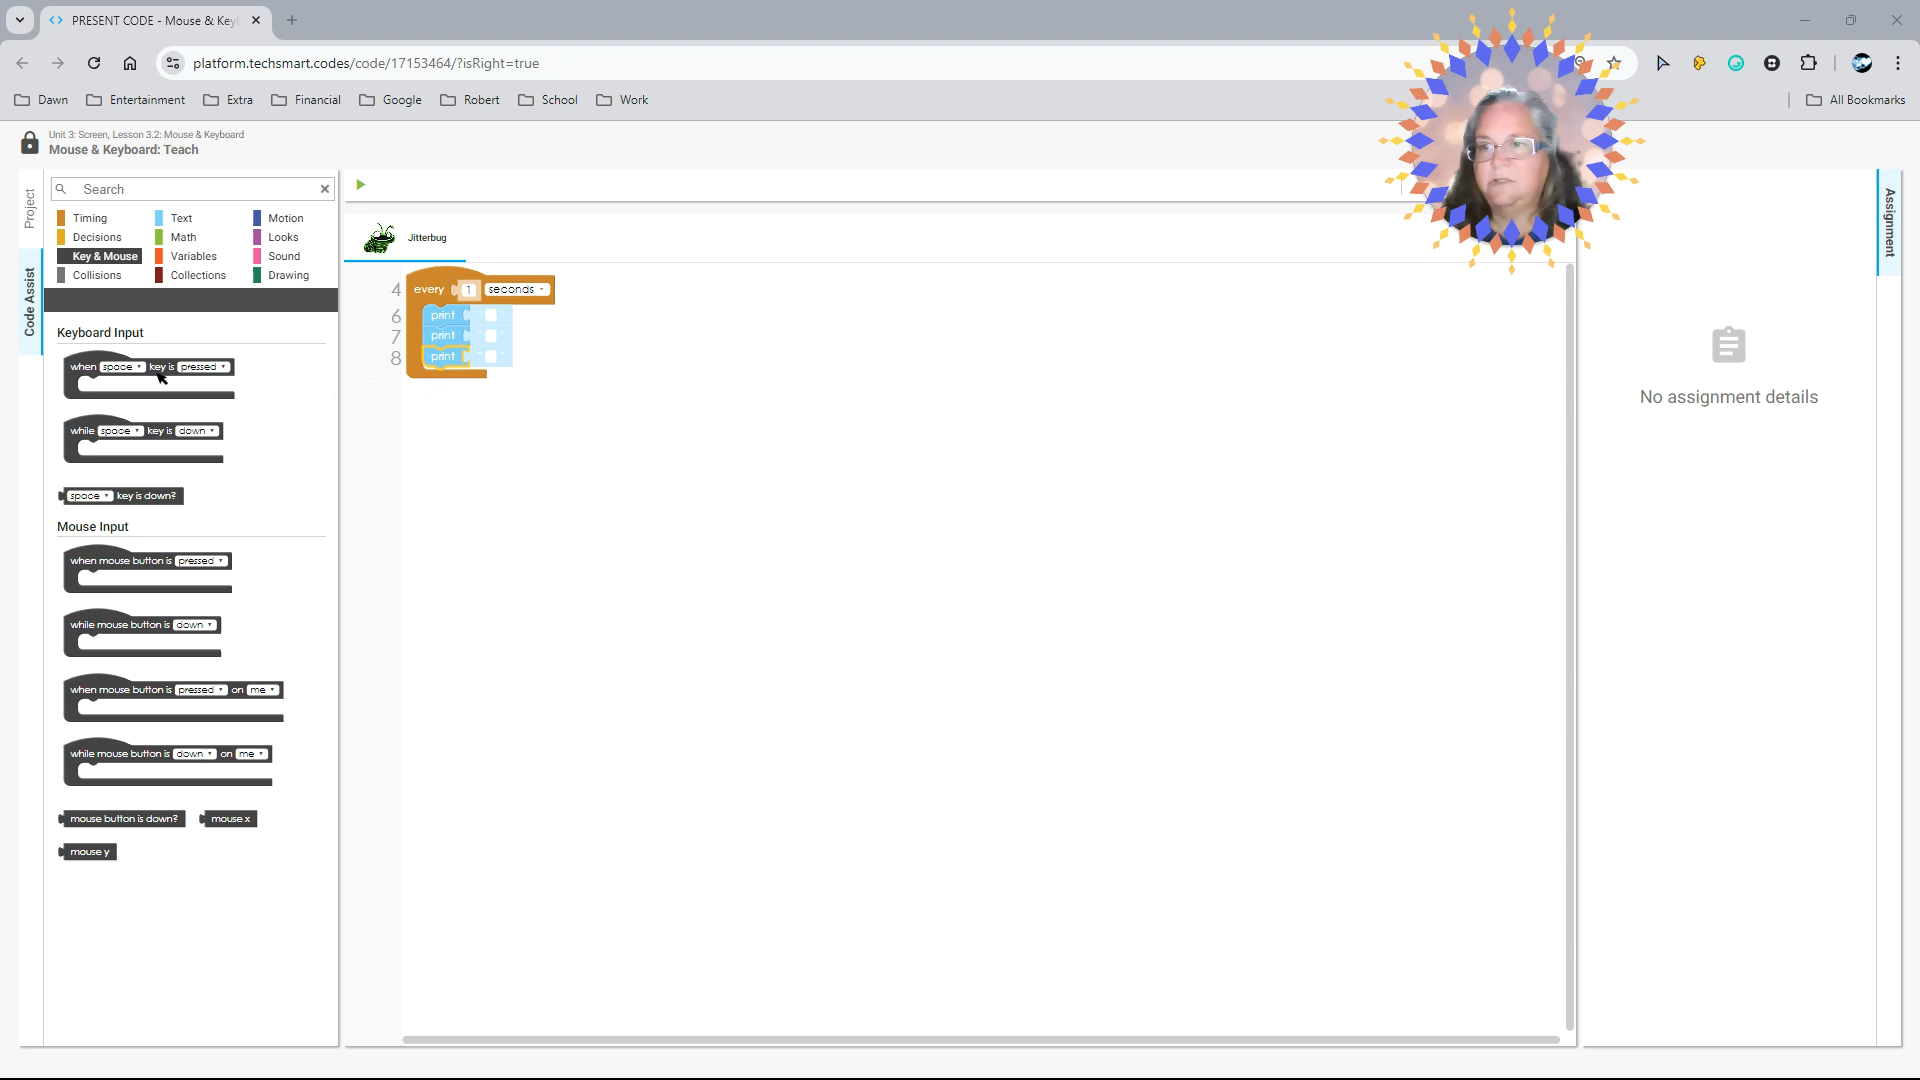 PRESENT CODE - Mouse & Key
platform.techsmart.codes/code/17153464/?isRight=true
Dawn
Entertainment
Extra
Financial
Google
Robert
School
Work
All Bookmarks
Unit 3: Screen, Lesson 3.2: Mouse & Keyboard
Mouse & Keyboard: Teach
Project
Code Assist
Search
Timing
Text
Motion
Decisions
Math
Looks
Key & Mouse
Variables
Sound
Collisions
Collections
Drawing
Keyboard Input
when space key is pressed
while space key is down
space key is down?
Mouse Input
when mouse button is pressed
while mouse button is down
when mouse button is pressed on me
while mouse button is down on me
mouse button is down?
mouse x
mouse y
Jitterbug
4 every 1 seconds
6 print " "
7 print " "
8 print " "
Assignment
No assignment details